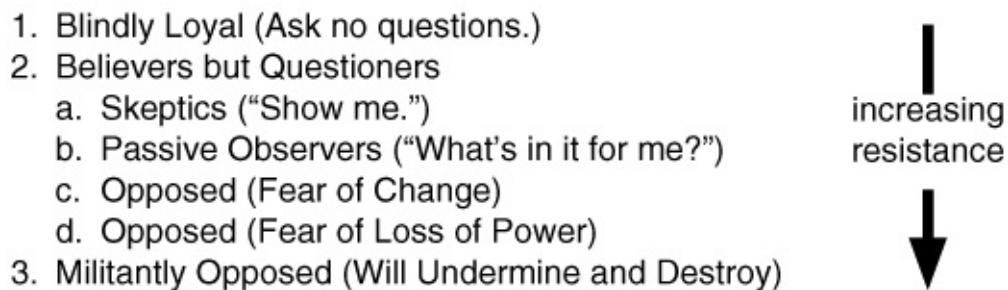 1. Blindly Loyal (Ask no questions.)
2. Believers but Questioners
a. Skeptics (“Show me.”)
b. Passive Observers (“What’s in it for me?”)
c. Opposed (Fear of Change)
d. Opposed (Fear of Loss of Power)
3. Militantly Opposed (Will Undermine and Destroy)
increasing
resistance